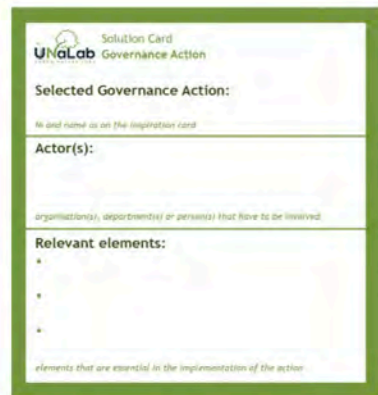 Solution Card
UNaLab Governance Action
Selected Governance Action:
№ and name as on the inspiration card
Actor(s):
organisation(s), department(s) or person(s) that have to be involved
Relevant elements:
•
•
•
elements that are essential in the implementation of the action